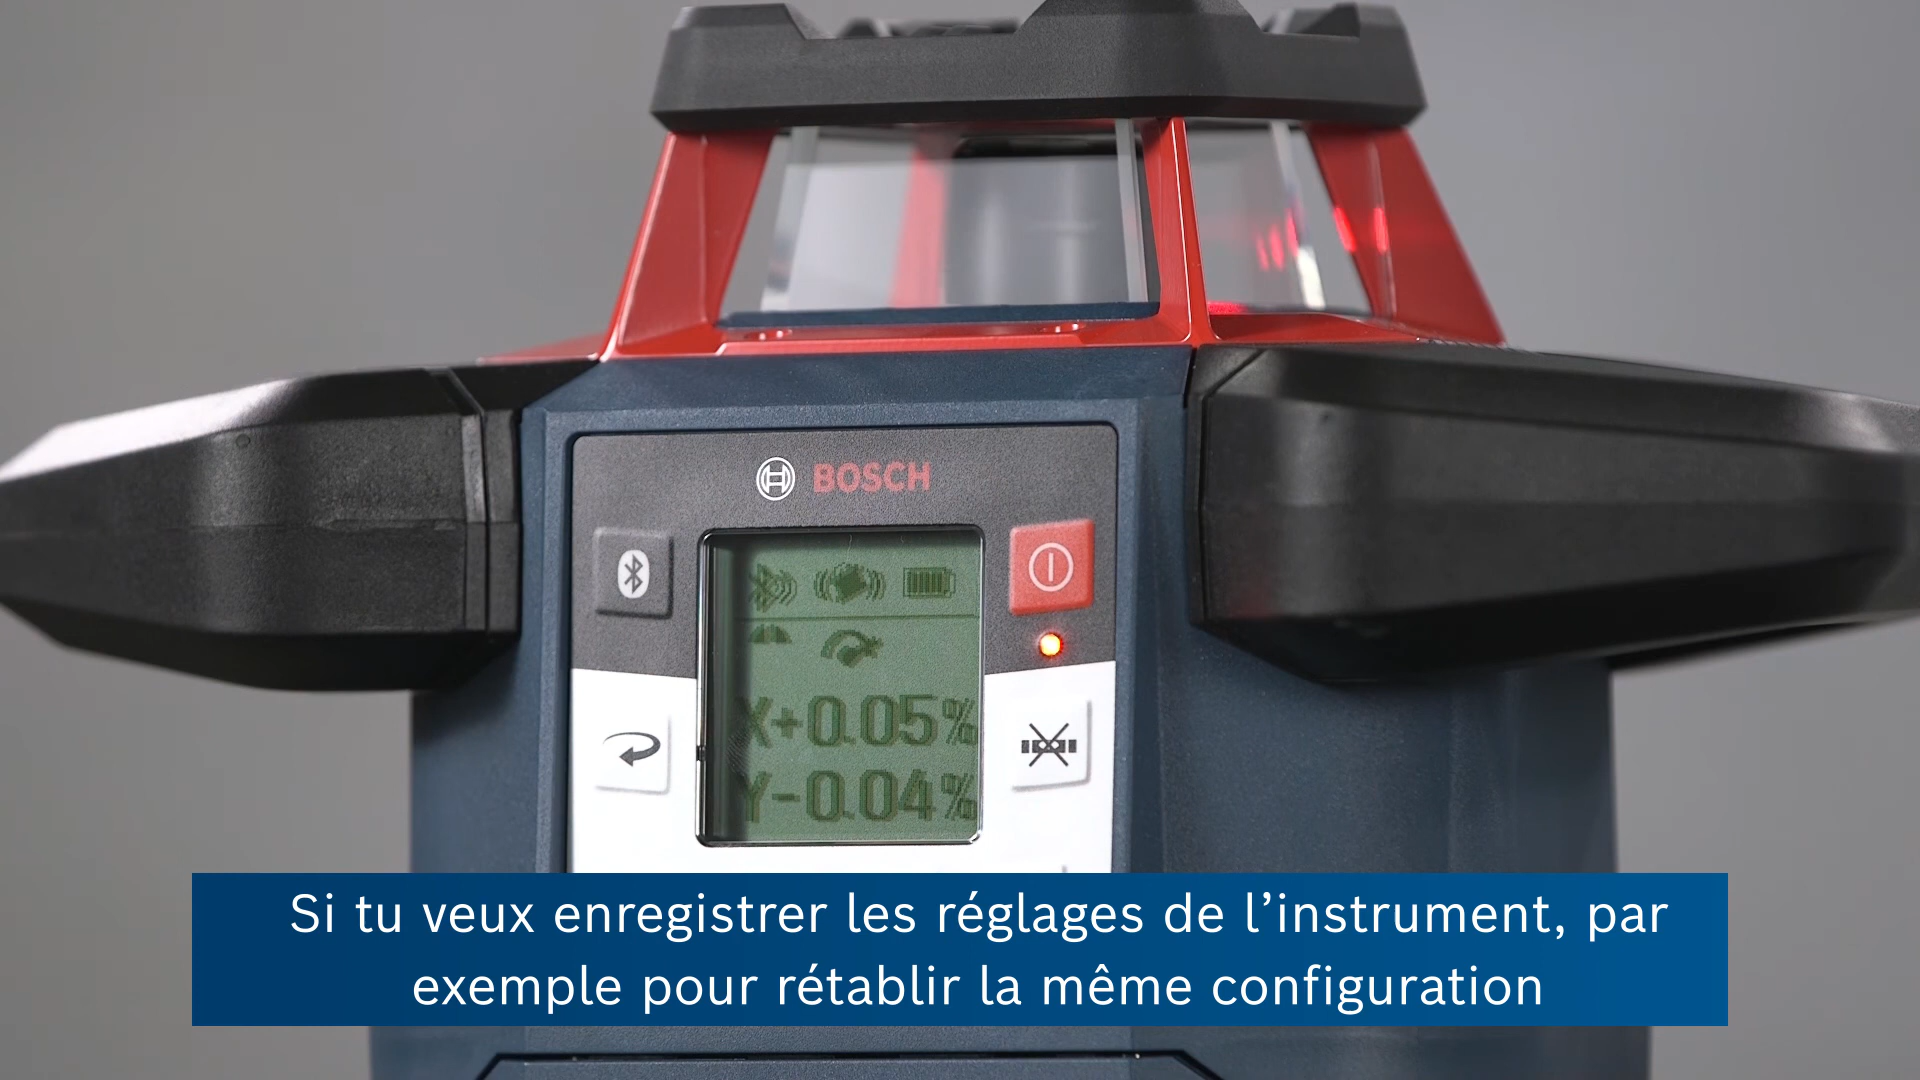 BOSCH
X+0.05%
Y-0.04%
Si tu veux enregistrer les réglages de l’instrument, par
exemple pour rétablir la même configuration